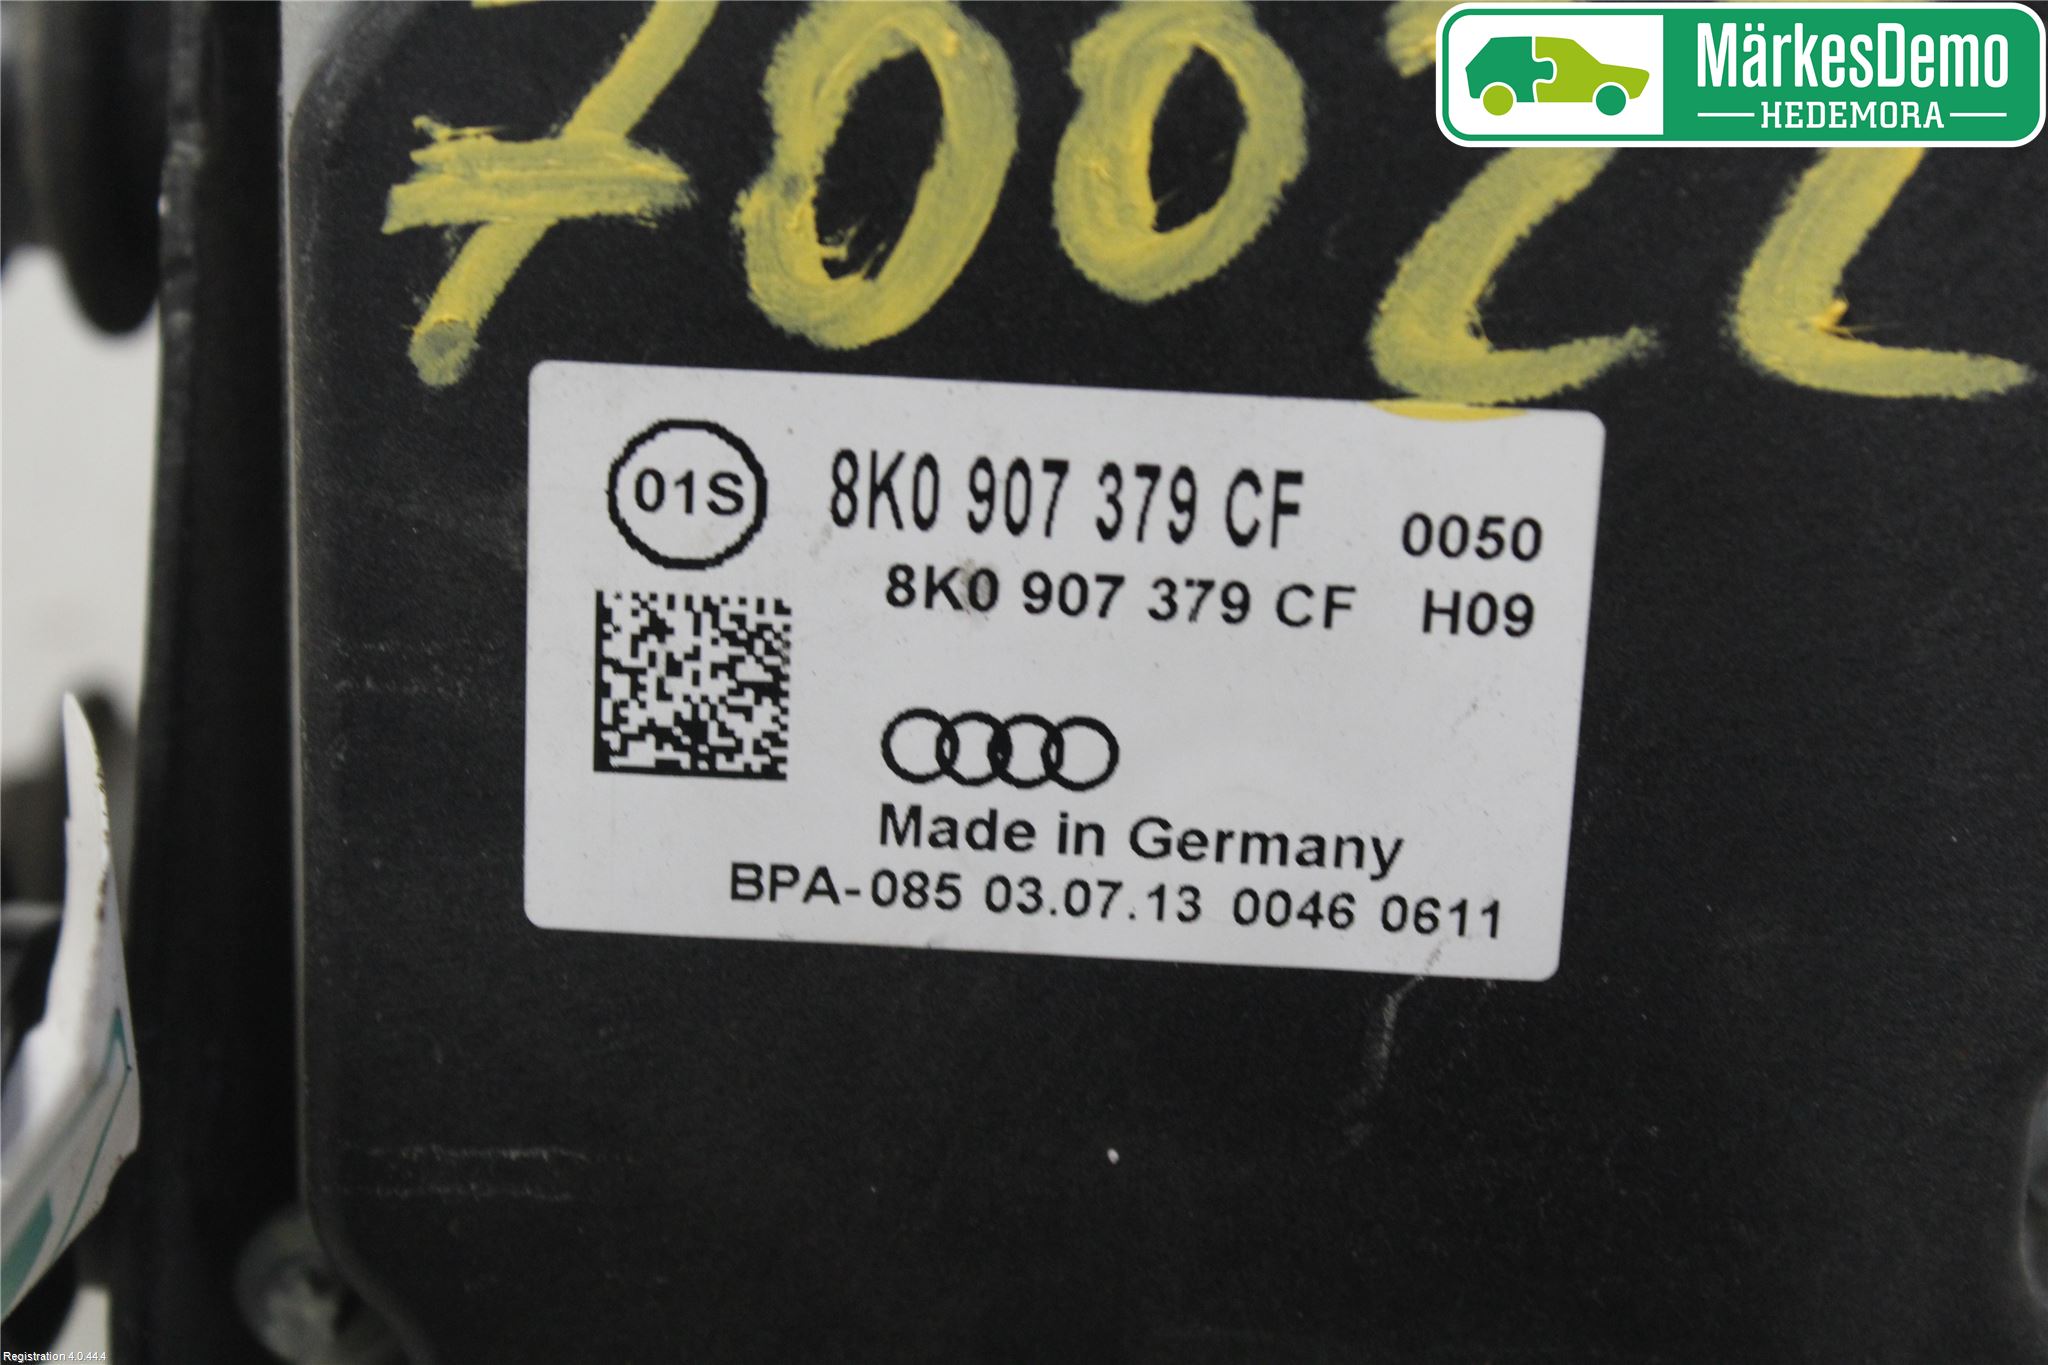 MärkesDemo
HEDEMORA
70022
01S
8K0 907 379 CF 0050
8K0 907 379 CF H09
Made in Germany
BPA-085 03.07.13 0046 0611
Registration 4.0.44.4